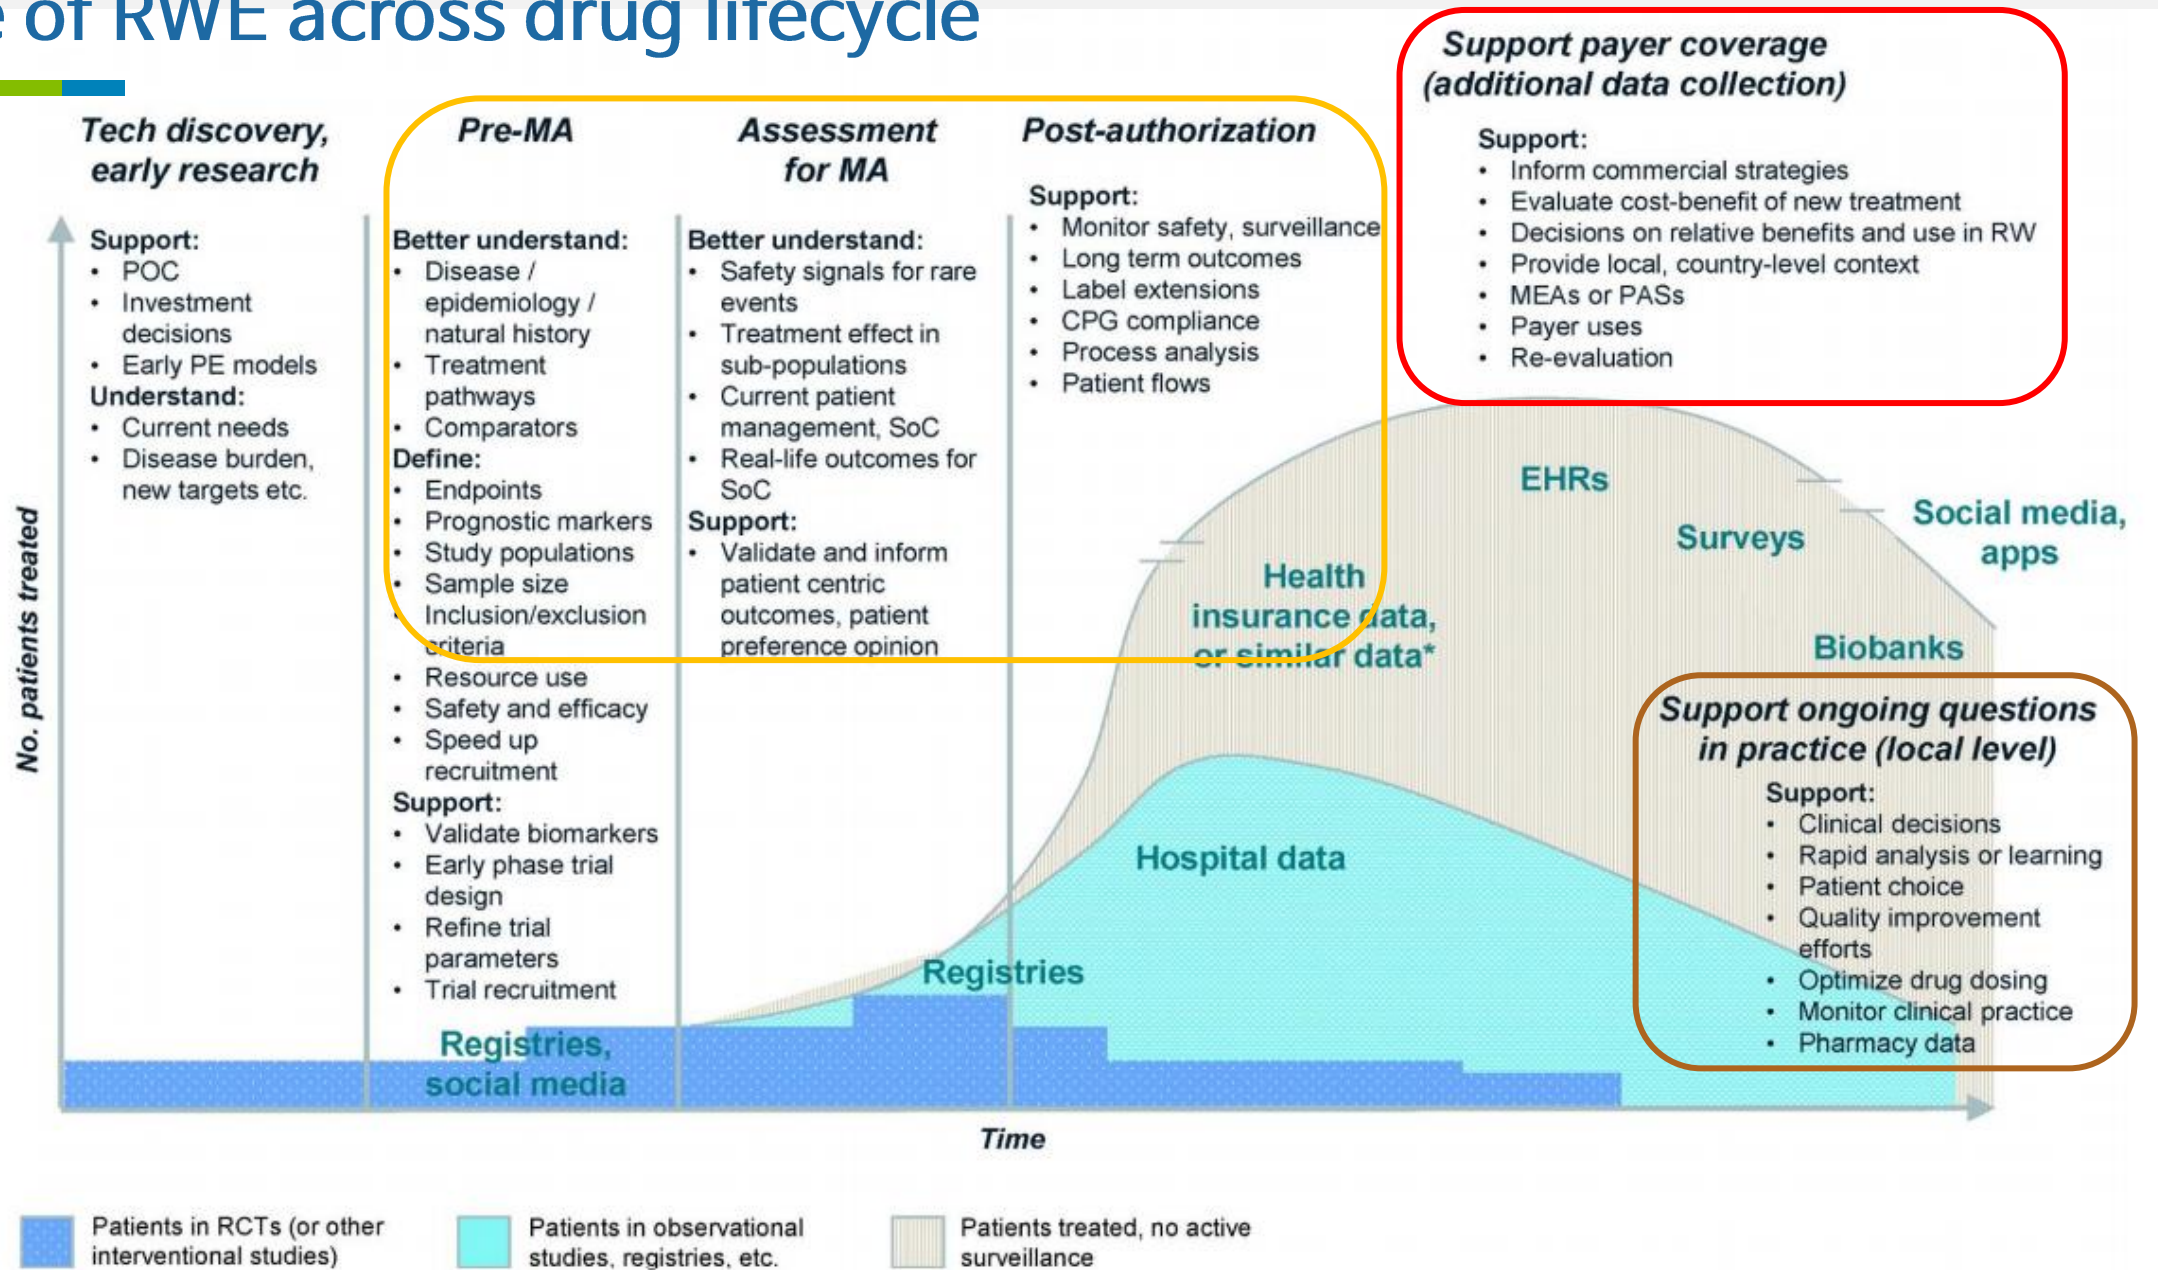 e of RWE across drug lifecycle
Tech discovery,
early research
Support:
• POC
• Investment
decisions
• Early PE models
Understand:
• Current needs
• Disease burden,
new targets etc.
Pre-MA
Better understand:
• Disease /
epidemiology /
natural history
• Treatment
pathways
• Comparators
Define:
• Endpoints
• Prognostic markers
• Study populations
• Sample size
• Inclusion/exclusion
criteria
• Resource use
• Safety and efficacy
• Speed up
recruitment
Support:
• Validate biomarkers
• Early phase trial
design
• Refine trial
parameters
• Trial recruitment
Assessment
for MA
Better understand:
• Safety signals for rare
events
• Treatment effect in
sub-populations
• Current patient
management, SoC
• Real-life outcomes for
SoC
Support:
• Validate and inform
patient centric
outcomes, patient
preference opinion
Post-authorization
Support:
• Monitor safety, surveillance
• Long term outcomes
• Label extensions
• CPG compliance
• Process analysis
• Patient flows
Support payer coverage
(additional data collection)
Support:
• Inform commercial strategies
• Evaluate cost-benefit of new treatment
• Decisions on relative benefits and use in RW
• Provide local, country-level context
• MEAs or PASs
• Payer uses
• Re-evaluation
EHRs
Surveys
Social media,
apps
Health
insurance data,
or similar data*
Biobanks
Support ongoing questions
in practice (local level)
Support:
• Clinical decisions
• Rapid analysis or learning
• Patient choice
• Quality improvement
efforts
• Optimize drug dosing
• Monitor clinical practice
• Pharmacy data
Hospital data
Registries
Registries,
social media
No. patients treated
Time
Patients in RCTs (or other
interventional studies)
Patients in observational
studies, registries, etc.
Patients treated, no active
surveillance